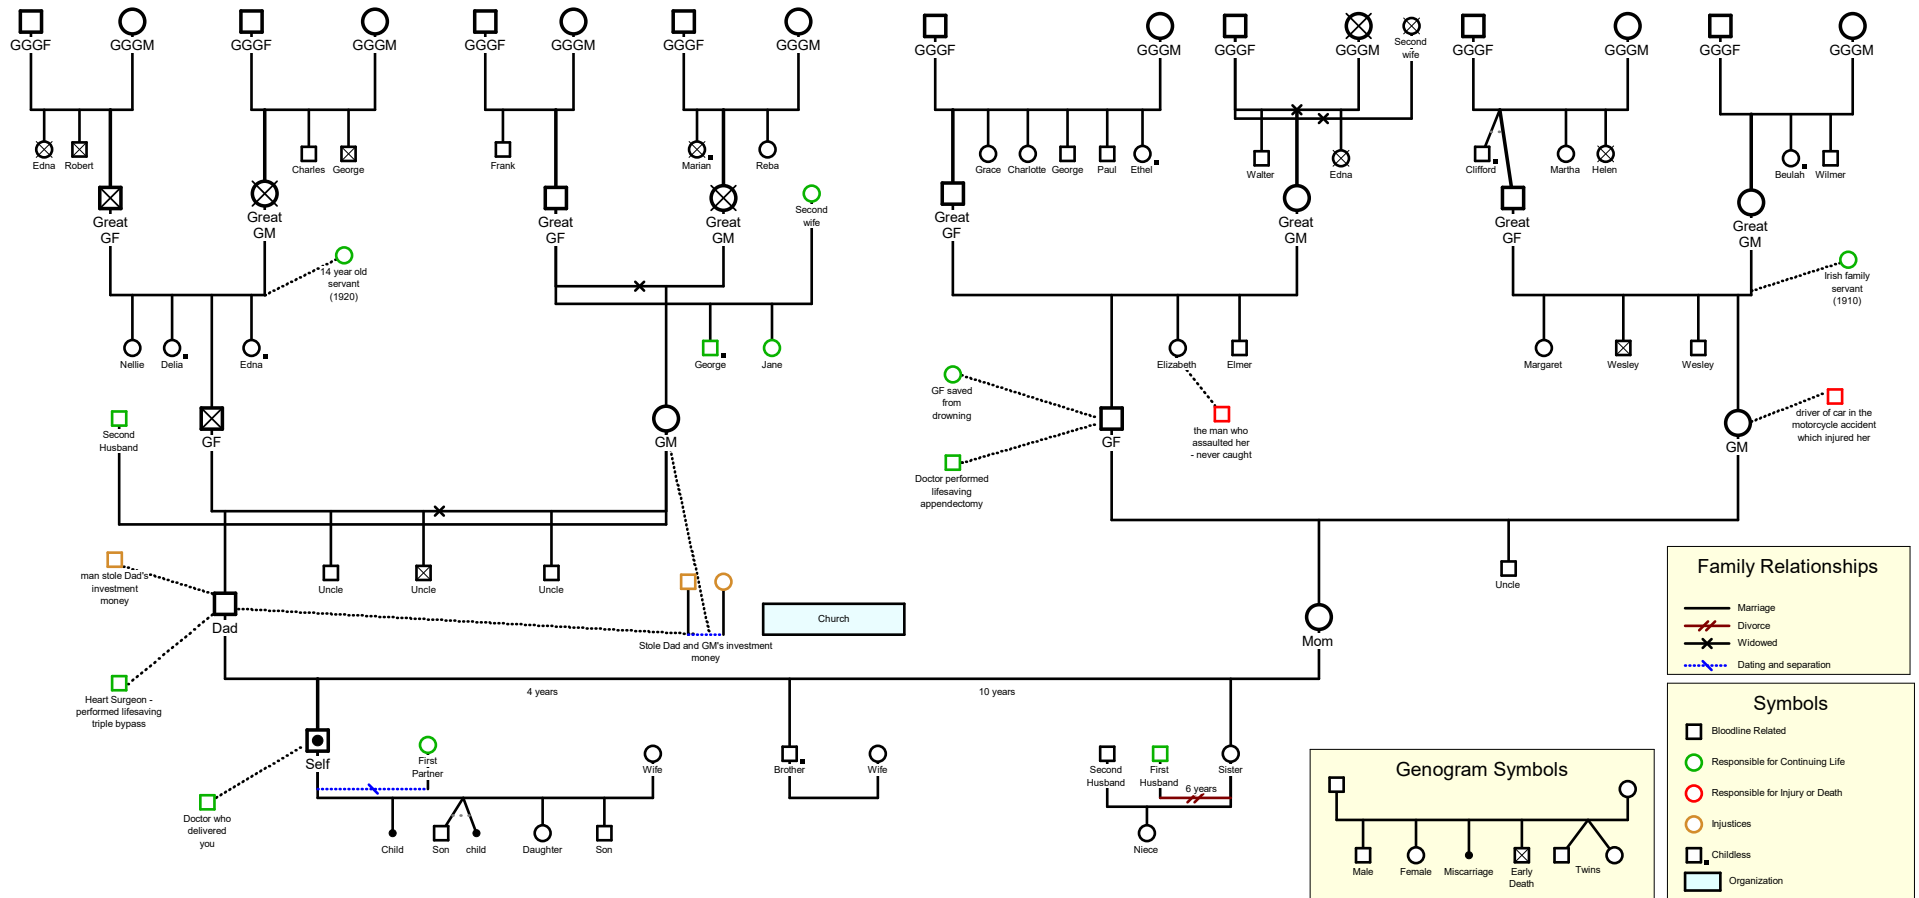 GGGF
GGGM
GGGF
GGGM
GGGF
GGGM
GGGF
GGGM
GGGF
GGGM
GGGF
GGGM
Second
wife
GGGF
GGGM
GGGF
GGGM
Edna
Robert
Charles
George
Frank
Marian
Reba
Grace
Charlotte
George
Paul
Ethel
Walter
Edna
Clifford
Martha
Helen
Beulah
Wilmer
Great
GF
Great
GM
Great
GF
Great
GM
Second
wife
Great
GF
Great
GM
Great
GF
Great
GM
14 year old
servant
(1920)
Irish family
servant
(1910)
Nellie
Delia
Edna
George
Jane
Elizabeth
Elmer
Margaret
Wesley
Wesley
Second
Husband
GF
GM
GF saved
from
drowning
GF
the man who
assaulted her
- never caught
GM
driver of car in the
motorcycle accident
which injured her
Doctor performed
lifesaving
appendectomy
man stole Dad's
investment
money
Dad
Uncle
Uncle
Uncle
Stole Dad and GM's investment
money
Church
Mom
Uncle
Heart Surgeon -
performed lifesaving
triple bypass
4 years
10 years
Self
First
Partner
Wife
Brother
Wife
Second
Husband
First
Husband
Sister
6 years
Doctor who
delivered
you
Child
Son
child
Daughter
Son
Niece
Family Relationships
Marriage
Divorce
Widowed
Dating and separation
Symbols
Bloodline Related
Responsible for Continuing Life
Responsible for Injury or Death
Injustices
Childless
Organization
Genogram Symbols
Male
Female
Miscarriage
Early
Death
Twins